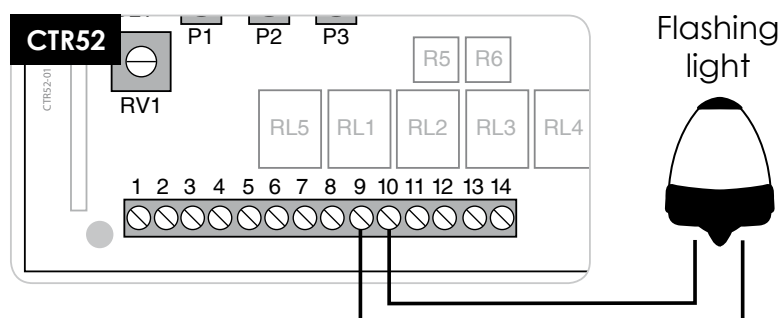 CTR52
P1 P2 P3
Flashing
light
CTR52-01
RV1
R5 R6
RL5 RL1 RL2 RL3 RL4
1 2 3 4 5 6 7 8 9 10 11 12 13 14